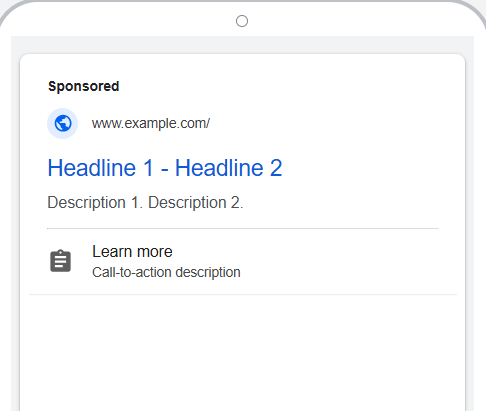 Sponsored
www.example.com/
Headline 1 - Headline 2
Description 1. Description 2.
Learn more
Call-to-action description